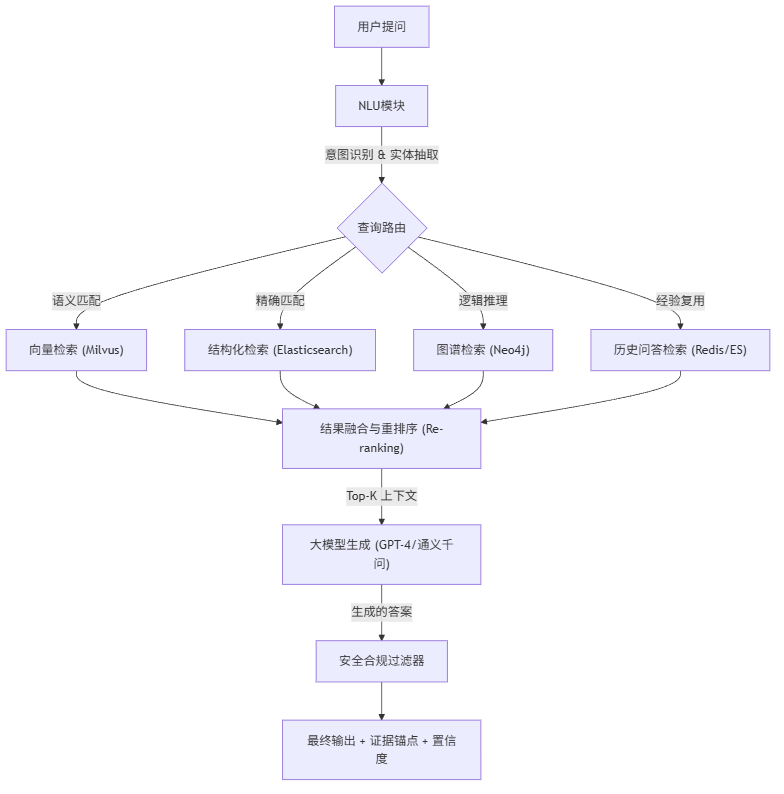 用户提问
NLU模块
意图识别 & 实体抽取
查询路由
语义匹配
精确匹配
逻辑推理
经验复用
向量检索 (Milvus)
结构化检索 (Elasticsearch)
图谱检索 (Neo4j)
历史问答检索 (Redis/ES)
结果融合与重排序 (Re-
ranking)
Top-K 上下文
大模型生成 (GPT-4/通义千
问)
生成的答案
安全合规过滤器
最终输出 + 证据锚点 + 置信
度